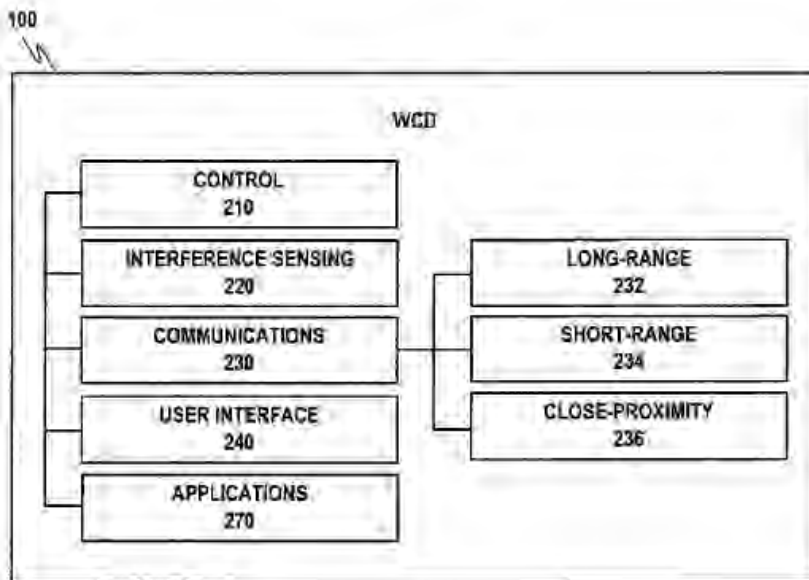 100
WCD
CONTROL
210
INTERFERENCE SENSING
220
COMMUNICATIONS
230
USER INTERFACE
240
APPLICATIONS
270
LONG-RANGE
232
SHORT-RANGE
234
CLOSE-PROXIMITY
236